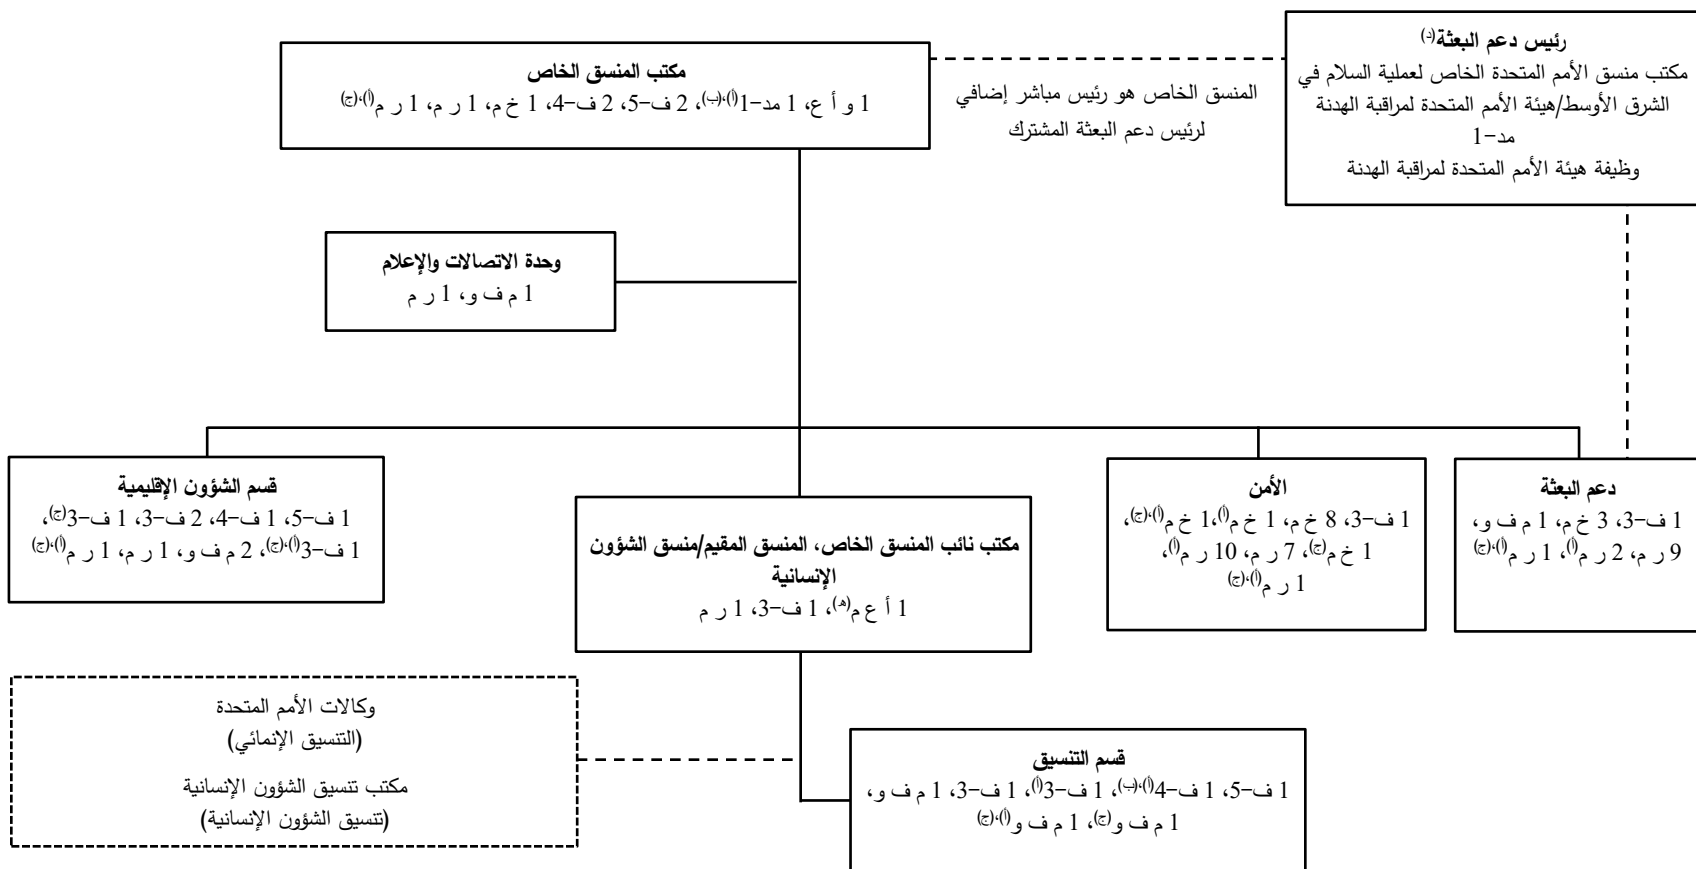 رئيس دعم البعثة(د)
مكتب منسق الأمم المتحدة الخاص لعملية السلام في
الشرق الأوسط/هيئة الأمم المتحدة لمراقبة الهدنة
مد-1
وظيفة هيئة الأمم المتحدة لمراقبة الهدنة
المنسق الخاص هو رئيس مباشر إضافي
لرئيس دعم البعثة المشترك
مكتب المنسق الخاص
1 و أ ع، 1 مد-1(أ)،(ب)، 2 ف-5، 2 ف-4، 1 خ م، 1 ر م، 1 ر م(أ)،(ج)
وحدة الاتصالات والإعلام
1 م ف و، 1 ر م
دعم البعثة
1 ف-3، 3 خ م، 1 م ف و،
9 ر م، 2 ر م(أ)، 1 ر م(أ)،(ج)
الأمن
1 ف-3، 8 خ م، 1 خ م(أ)، 1 خ م(أ)،(ج)،
1 خ م(ج)، 7 ر م، 10 ر م(أ)،
1 ر م(أ)،(ج)
مكتب نائب المنسق الخاص، المنسق المقيم/منسق الشؤون
الإنسانية
1 أ ع م(ه)، 1 ف-3، 1 ر م
قسم الشؤون الإقليمية
1 ف-5، 1 ف-4، 2 ف-3، 1 ف-3(ج)،
1 ف-3(أ)،(ج)، 2 م ف و، 1 ر م، 1 ر م(أ)،(ج)
وكالات الأمم المتحدة
(التنسيق الإنمائي)
مكتب تنسيق الشؤون الإنسانية
(تنسيق الشؤون الإنسانية)
قسم التنسيق
1 ف-5، 1 ف-4(أ)،(ب)، 1 ف-3(أ)، 1 ف-3، 1 م ف و،
1 م ف و(ج)، 1 م ف و(أ)،(ج)